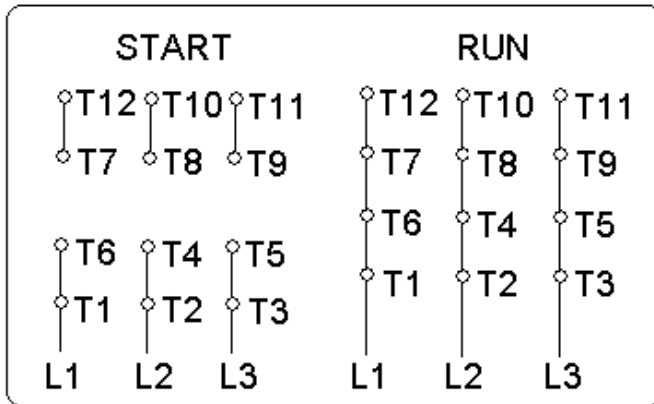 START RUN
T12 T10 T11 T12 T10 T11
T7 T8 T9 T7 T8 T9
T6 T4 T5
T6 T4 T5
T1 T2 T3
T1 T2 T3
L1 L2 L3 L1 L2 L3